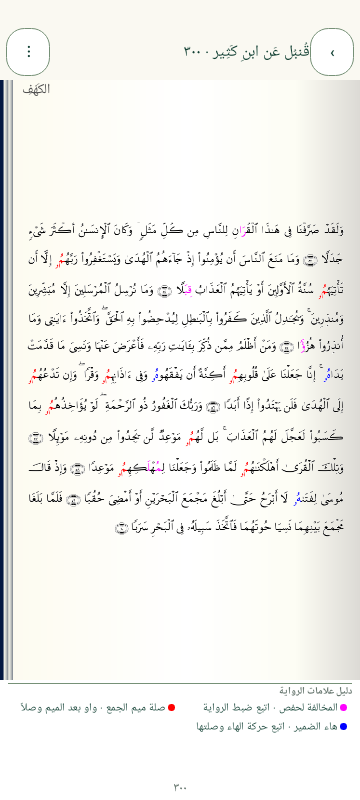 قُنبُل عَن ابنِ كَثِير · ٣٠٠
الكَهۡفِ
وَلَقَدۡ صَرَّفۡنَا فِي هَٰذَا ٱلۡقُرَانِ لِلنَّاسِ مِن كُلِّ مَثَلٖۚ وَكَانَ ٱلۡإِنسَٰنُ أَكۡثَرَ شَيۡءٖ
جَدَلٗا وَمَا مَنَعَ ٱلنَّاسَ أَن يُؤۡمِنُوٓاْ إِذۡ جَآءَهُمُ ٱلۡهُدَىٰ وَيَسۡتَغۡفِرُواْ رَبَّهُمُۥٓ إِلَّآ أَن
تَأۡتِيَهُمُۥ سُنَّةُ ٱلۡأَوَّلِينَ أَوۡ يَأۡتِيَهُمُ ٱلۡعَذَابُ قِبَلٗا وَمَا نُرۡسِلُ ٱلۡمُرۡسَلِينَ إِلَّا مُبَشِّرِينَ
وَمُنذِرِينَۚ وَيُجَٰدِلُ ٱلَّذِينَ كَفَرُواْ بِٱلۡبَٰطِلِ لِيُدۡحِضُواْ بِهِ ٱلۡحَقَّۖ وَٱتَّخَذُوٓاْ ءَايَٰتِي وَمَآ
أُنذِرُواْ هُزُؤٗا وَمَنۡ أَظۡلَمُ مِمَّن ذُكِّرَ بِـَٔايَٰتِ رَبِّهِۦ فَأَعۡرَضَ عَنۡهَا وَنَسِيَ مَا قَدَّمَتۡ
يَدَاهُۥٓۚ إِنَّا جَعَلۡنَا عَلَىٰ قُلُوبِهِمُۥٓ أَكِنَّةً أَن يَفۡقَهُوهُۥ وَفِيٓ ءَاذَانِهِمُۥ وَقۡرٗاۖ وَإِن تَدۡعُهُمُۥٓ
إِلَى ٱلۡهُدَىٰ فَلَن يَهۡتَدُوٓاْ إِذًا أَبَدٗا وَرَبُّكَ ٱلۡغَفُورُ ذُو ٱلرَّحۡمَةِۖ لَوۡ يُؤَاخِذُهُمُۥ بِمَا
كَسَبُواْ لَعَجَّلَ لَهُمُ ٱلۡعَذَابَۚ بَل لَّهُمُۥ مَوۡعِدٞ لَّن يَجِدُواْ مِن دُونِهِۦ مَوۡئِلٗا
وَتِلۡكَ ٱلۡقُرَىٰٓ أَهۡلَكۡنَٰهُمُۥ لَمَّا ظَلَمُواْ وَجَعَلۡنَا لِمُهۡلَكِهِمُۥ مَوۡعِدٗا وَإِذۡ قَالَ
مُوسَىٰ لِفَتَىٰهُۥ لَآ أَبۡرَحُ حَتَّىٰٓ أَبۡلُغَ مَجۡمَعَ ٱلۡبَحۡرَيۡنِ أَوۡ أَمۡضِيَ حُقُبٗا فَلَمَّا بَلَغَا
مَجۡمَعَ بَيۡنِهِمَا نَسِيَا حُوتَهُمَا فَٱتَّخَذَ سَبِيلَهُۥ فِي ٱلۡبَحۡرِ سَرَبٗا
دليل علامات الرواية
المخالفة لحفص · اتبع ضبط الرواية
صلة ميم الجمع · واو بعد الميم وصلاً
هاء الضمير · اتبع حركة الهاء وصلتها
٣٠٠